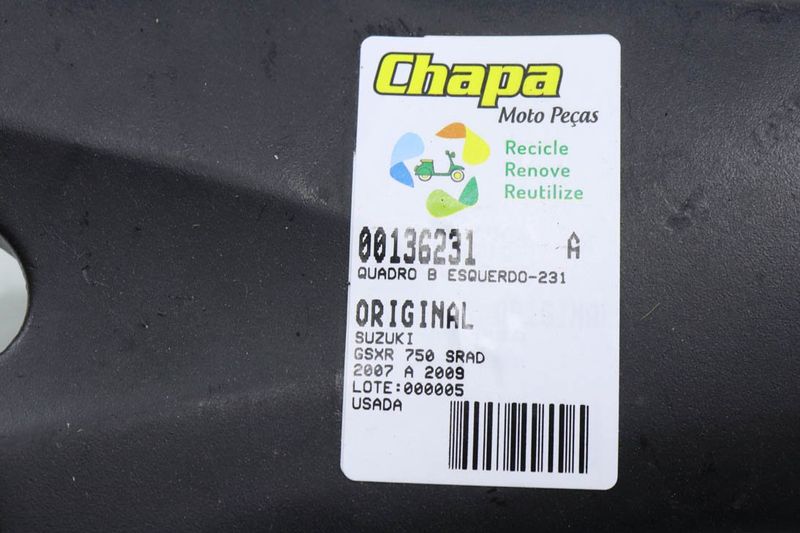 Chapa
Moto Peças
Recicle
Renove
Reutilize
00136231 A
QUADRO B ESQUERDO-231
ORIGINAL
SUZUKI
GSXR 750 SRAD
2007 A 2009
LOTE:000005
USADA